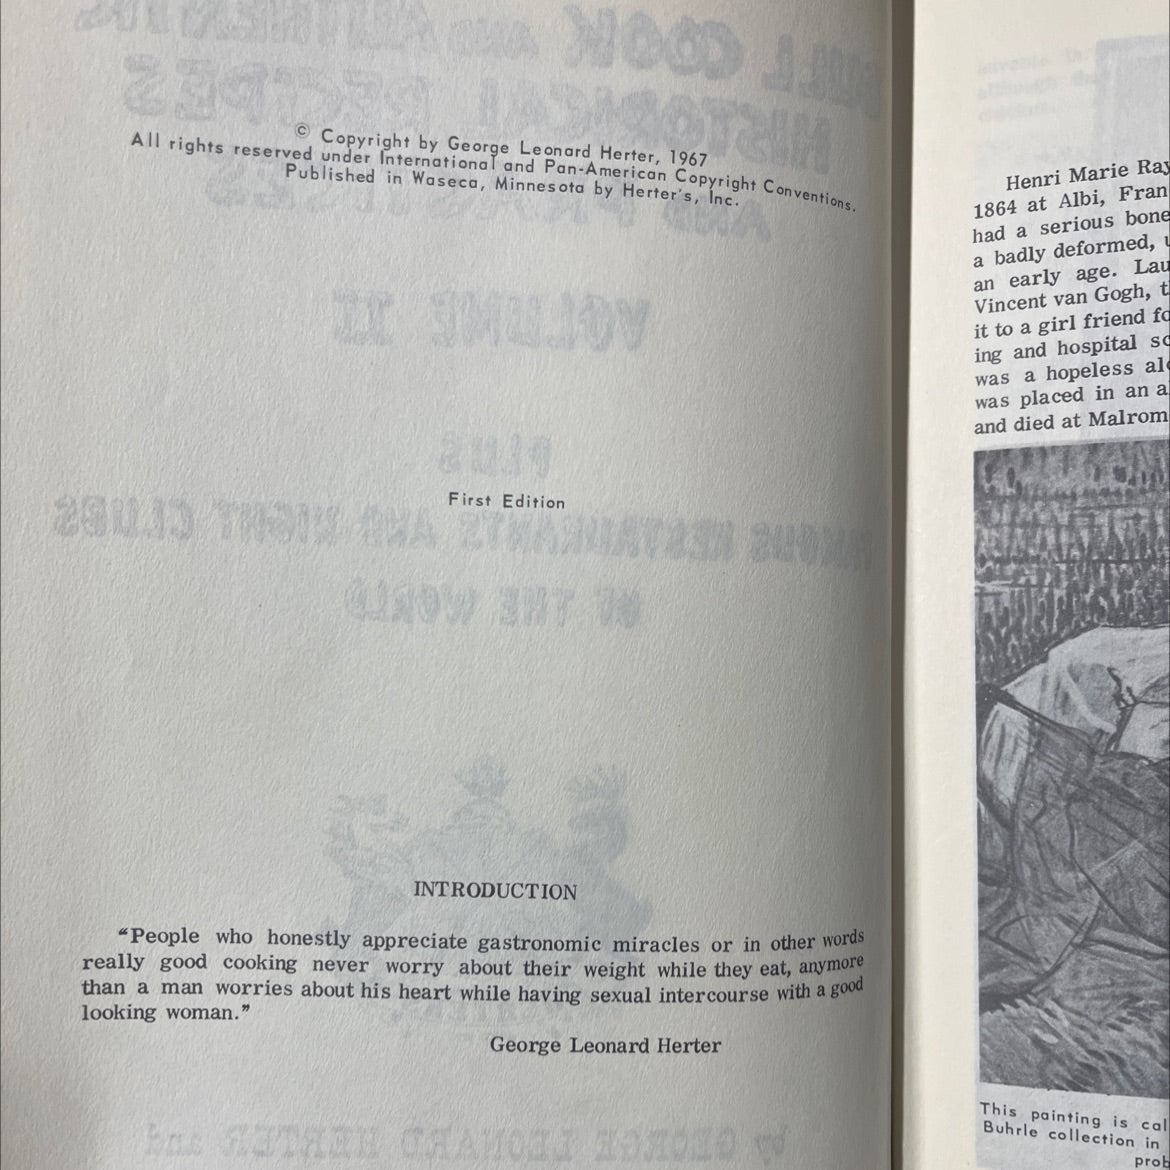 © Copyright by George Leonard Herter, 1967
All rights reserved under International and Pan-American Copyright Conventions.
Published in Waseca, Minnesota by Herter's, Inc.
First Edition
INTRODUCTION
“People who honestly appreciate gastronomic miracles or in other words
really good cooking never worry about their weight while they eat, anymore
than a man worries about his heart while having sexual intercourse with a good
looking woman.”
George Leonard Herter
Henri Marie Ray
1864 at Albi, Fran
had a serious bone
a badly deformed, u
an early age. Lau
Vincent van Gogh, t
it to a girl friend fo
ing and hospital sc
was a hopeless alc
was placed in an a
and died at Malrom
This painting is cal
Buhrle collection in
prob